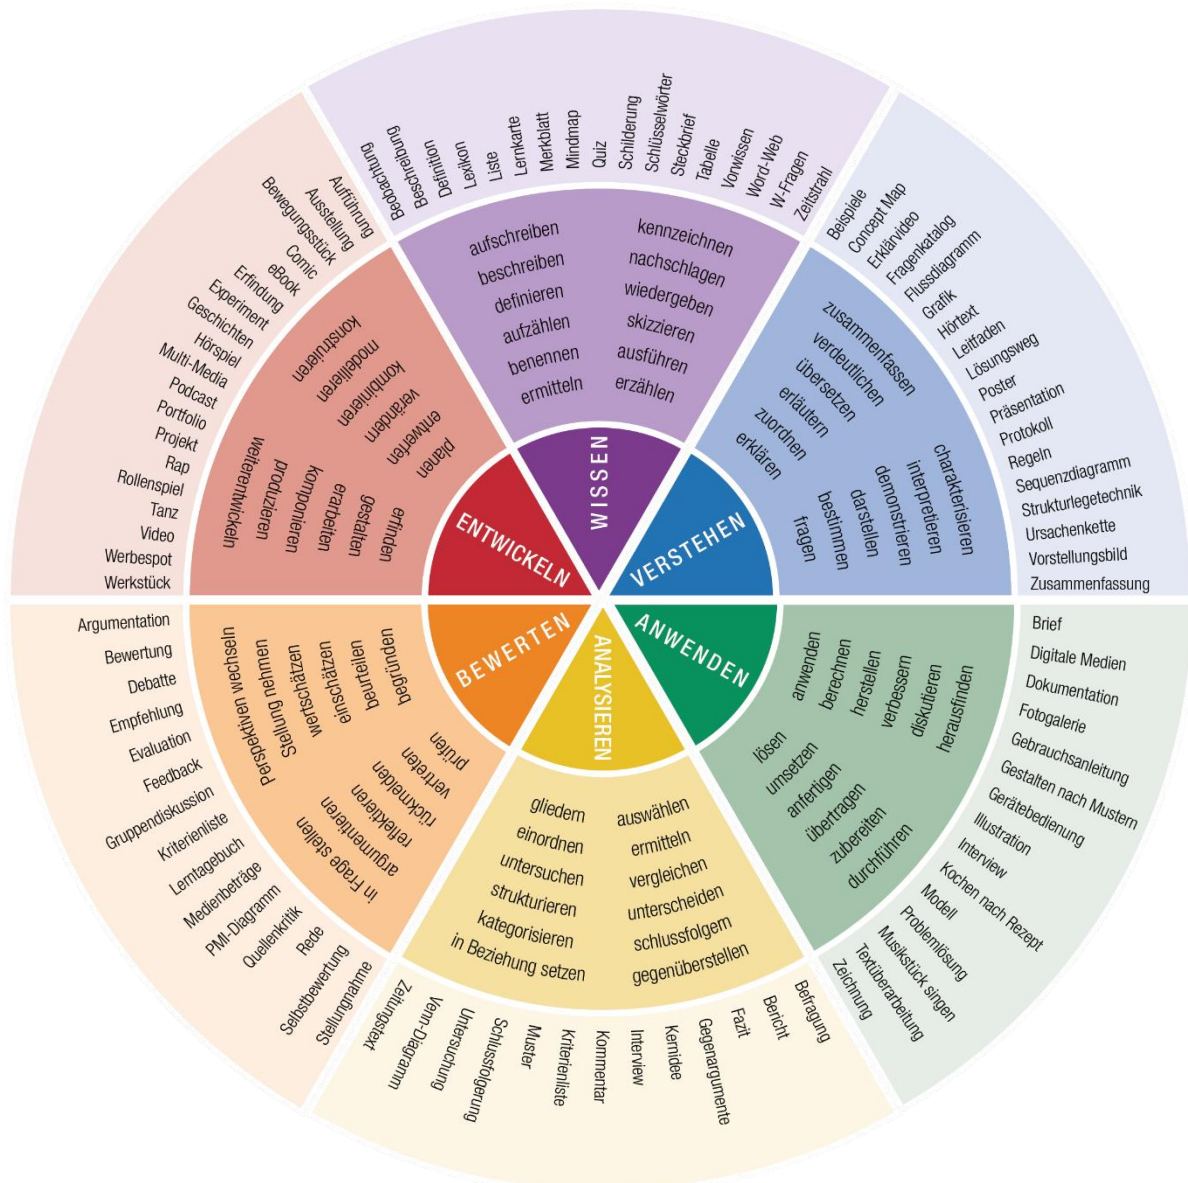 WISSEN
aufschreiben
beschreiben
definieren
aufzählen
benennen
ermitteln
kennzeichnen
nachschlagen
wiedergeben
skizzieren
ausführen
erzählen
Beobachtung
Beschreibung
Definition
Lexikon
Liste
Lernkarte
Merkblatt
Mindmap
Quiz
Schilderung
Schlüsselwörter
Steckbrief
Tabelle
Vorwissen
Word-Web
W-Fragen
Zeitstrahl
VERSTEHEN
zusammenfassen
verdeutlichen
übersetzen
erläutern
zuordnen
erklären
charakterisieren
interpretieren
demonstrieren
darstellen
bestimmen
fragen
Beispiele
Concept Map
Erklärvideo
Fragenkatalog
Flussdiagramm
Grafik
Hörtext
Leitfaden
Lösungsweg
Poster
Präsentation
Protokoll
Regeln
Sequenzdiagramm
Strukturlegetechnik
Ursachenkette
Vorstellungsbild
Zusammenfassung
ANWENDEN
anwenden
berechnen
herstellen
verbessern
diskutieren
herausfinden
lösen
umsetzen
anfertigen
übertragen
zubereiten
durchführen
Brief
Digitale Medien
Dokumentation
Fotogalerie
Gebrauchsanleitung
Gestalten nach Mustern
Gerätebedienung
Illustration
Interview
Kochen nach Rezept
Modell
Problemlösung
Musikstück singen
Textüberarbeitung
Zeichnung
ANALYSIEREN
gliedern
einordnen
untersuchen
strukturieren
kategorisieren
in Beziehung setzen
auswählen
ermitteln
vergleichen
unterscheiden
schlussfolgern
gegenüberstellen
Befragung
Bericht
Fazit
Gegenargumente
Kernidee
Interview
Kommentar
Kriterienliste
Muster
Schlussfolgerung
Untersuchung
Venn-Diagramm
Zeitungstext
BEWERTEN
begründen
beurteilen
einschätzen
wertschätzen
Stellung nehmen
Perspektiven wechseln
prüfen
vertreten
rückmelden
reflektieren
argumentieren
in Frage stellen
Argumentation
Bewertung
Debatte
Empfehlung
Evaluation
Feedback
Gruppendiskussion
Kriterienliste
Lerntagebuch
Medienbeträge
PMI-Diagramm
Quellenkritik
Rede
Selbstbewertung
Stellungnahme
ENTWICKELN
konstruieren
modellieren
kombinieren
verändern
entwerfen
planen
weiterentwickeln
produzieren
komponieren
erarbeiten
gestalten
erfinden
Aufführung
Ausstellung
Bewegungsstück
Comic
eBook
Erfindung
Experiment
Geschichten
Hörspiel
Multi-Media
Podcast
Portfolio
Projekt
Rap
Rollenspiel
Tanz
Video
Werbespot
Werkstück